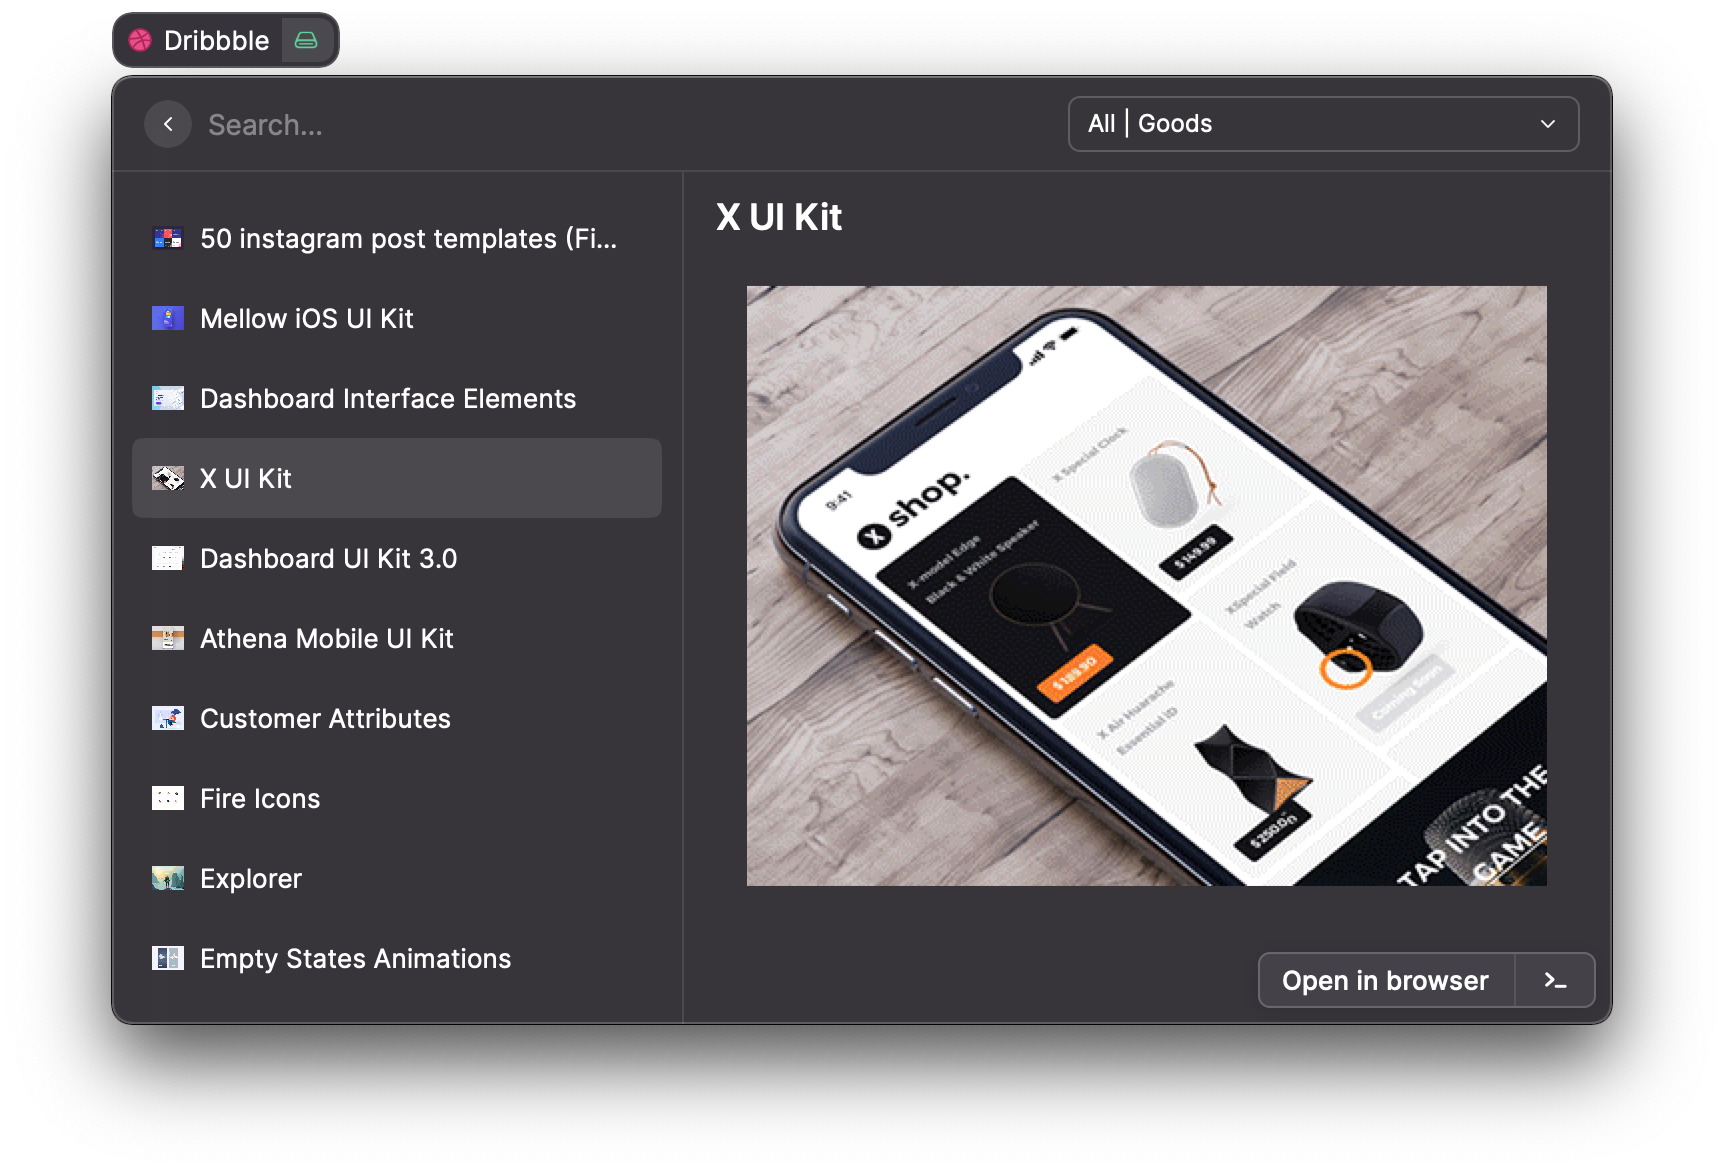 Dribbble
Search...
All | Goods
50 instagram post templates (Fi...
Mellow iOS UI Kit
Dashboard Interface Elements
X UI Kit
Dashboard UI Kit 3.0
Athena Mobile UI Kit
Customer Attributes
Fire Icons
Explorer
Empty States Animations
X UI Kit
9:41
X shop.
X Special Clock
$149.99
X-model Edge
Black & White Speaker
$189.90
XSpecial Field
Watch
Coming Soon
X Air Huarache
Essential ID
$250.00
TAP INTO THE
GAME
Open in browser
>_